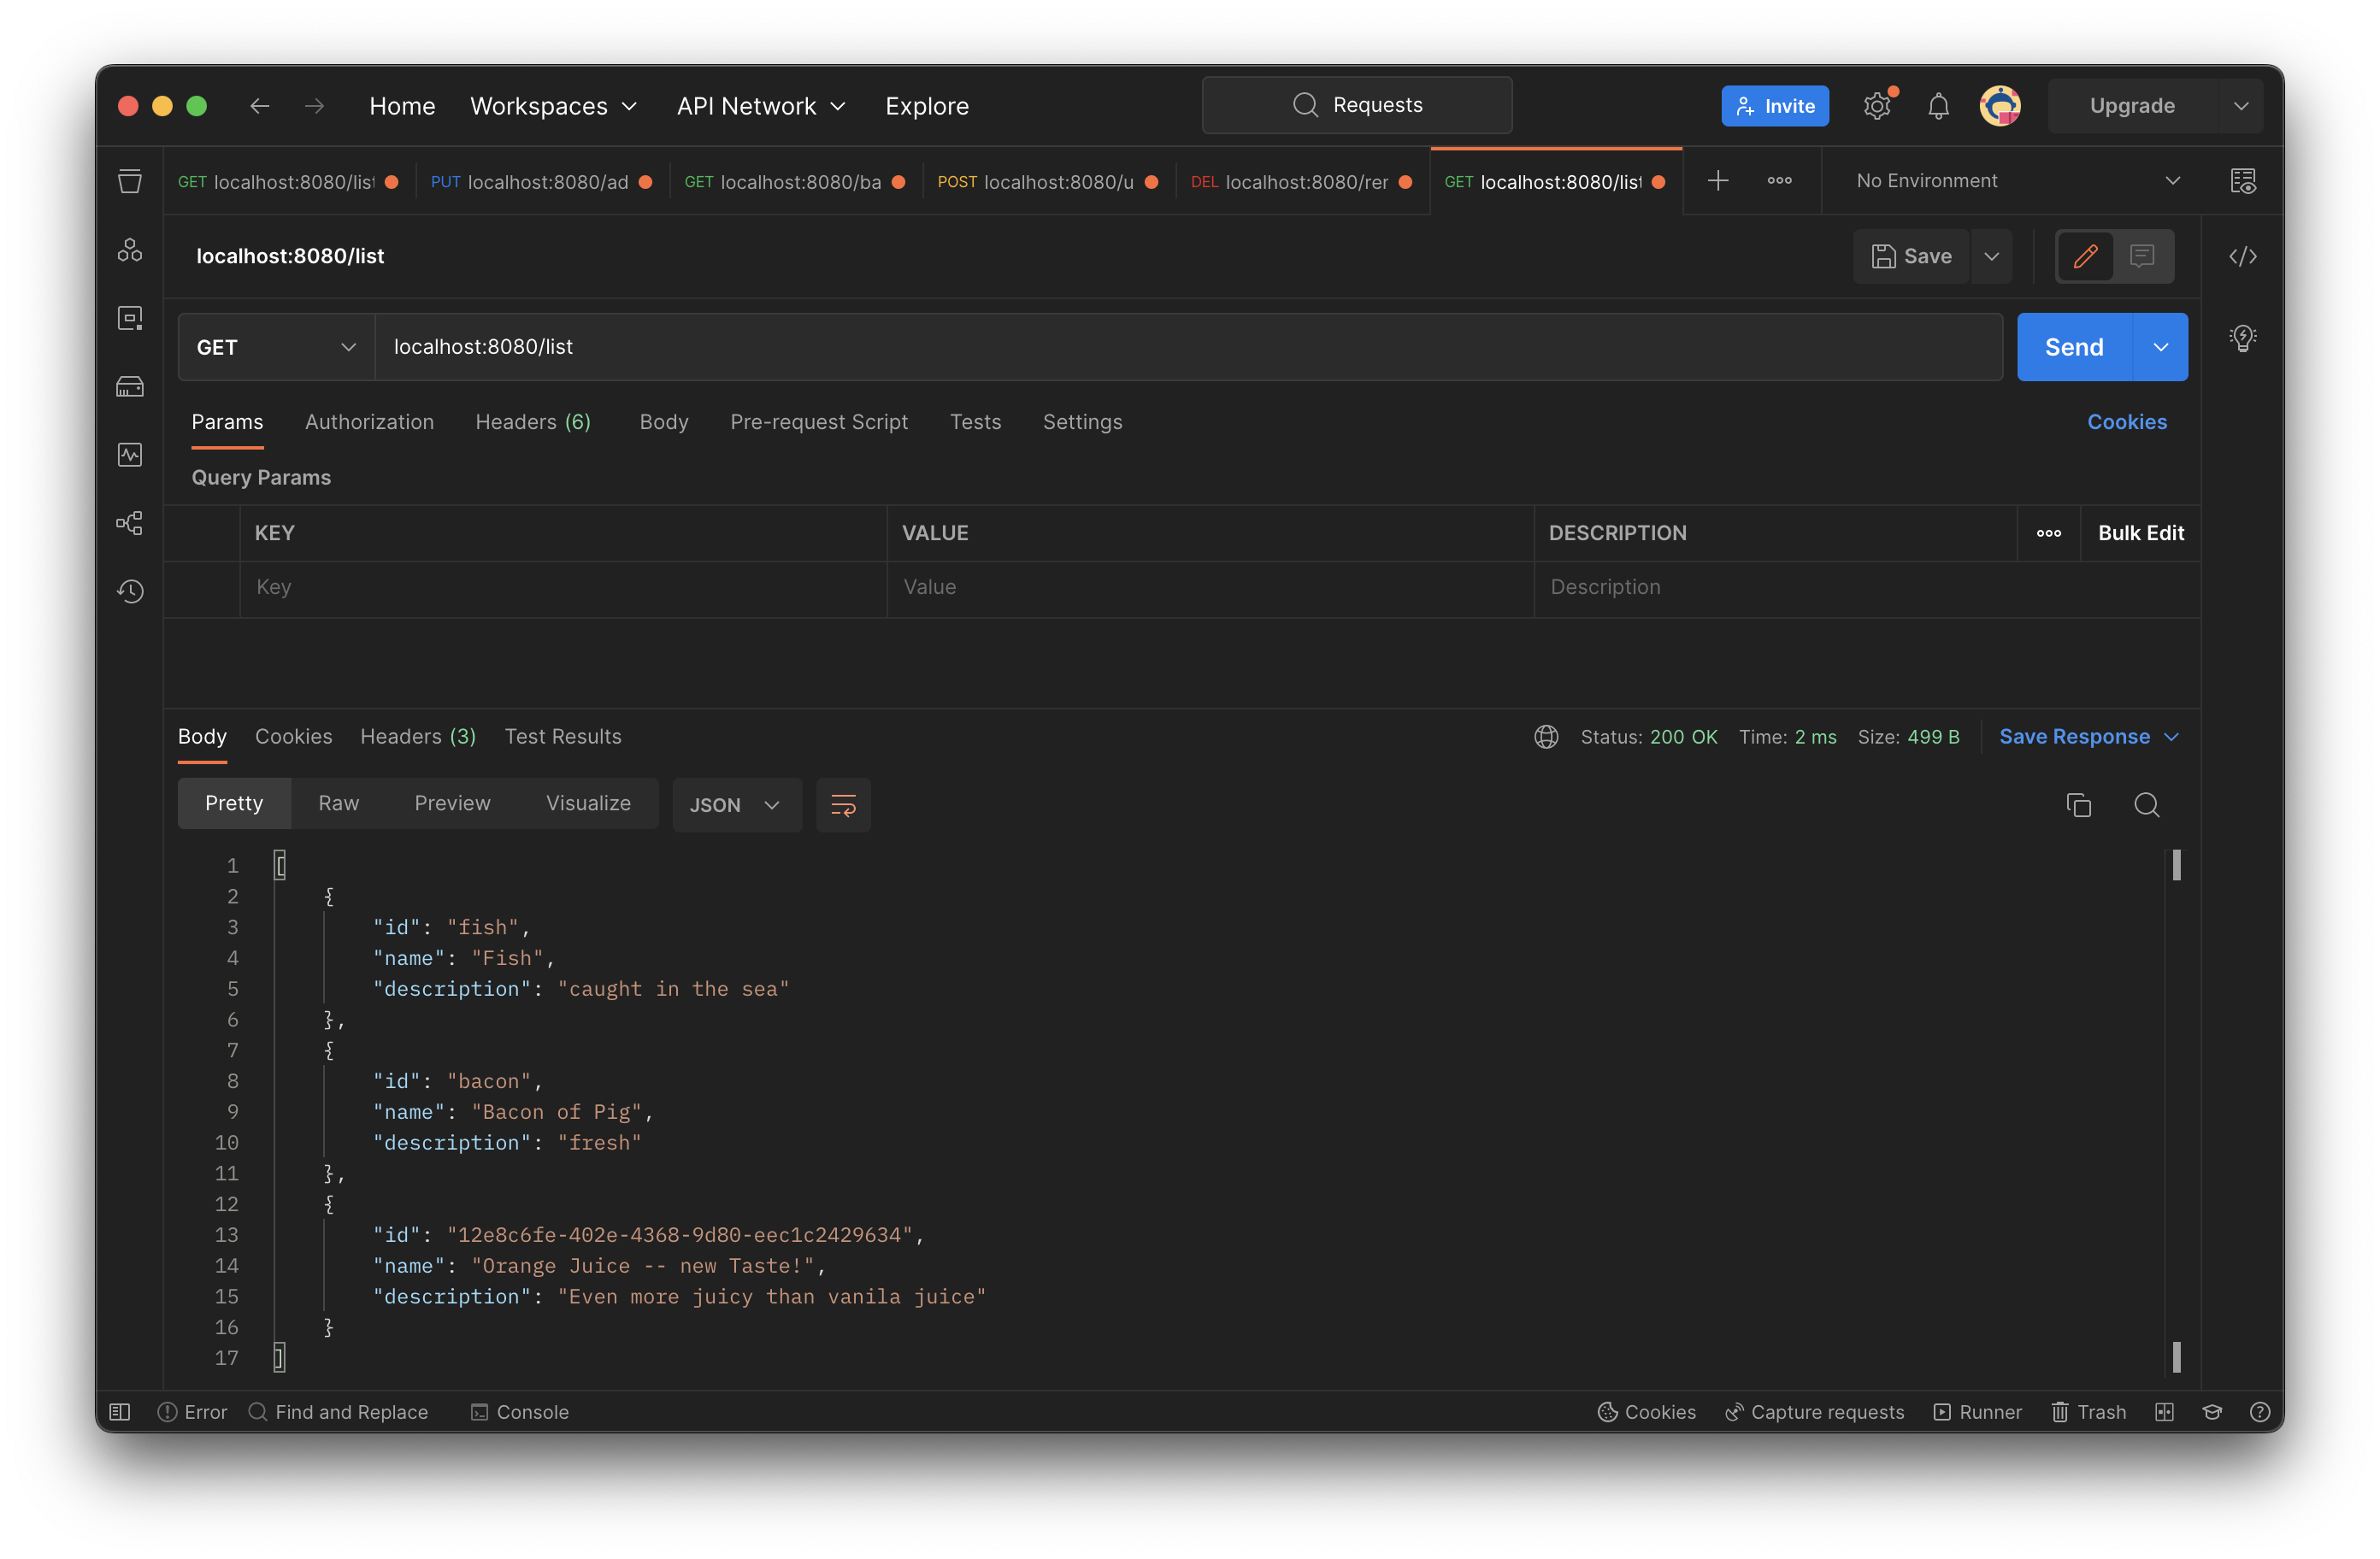 Home Workspaces API Network Explore Requests Invite Upgrade
GET localhost:8080/list PUT localhost:8080/ad GET localhost:8080/ba POST localhost:8080/u DEL localhost:8080/rer GET localhost:8080/list No Environment
localhost:8080/list Save
GET localhost:8080/list Send
Params Authorization Headers (6) Body Pre-request Script Tests Settings Cookies
Query Params
KEY VALUE DESCRIPTION Bulk Edit
Key Value Description
Body Cookies Headers (3) Test Results Status: 200 OK Time: 2 ms Size: 499 B Save Response
Pretty Raw Preview Visualize JSON
1 [
2 {
3 "id": "fish",
4 "name": "Fish",
5 "description": "caught in the sea"
6 },
7 {
8 "id": "bacon",
9 "name": "Bacon of Pig",
10 "description": "fresh"
11 },
12 {
13 "id": "12e8c6fe-402e-4368-9d80-eec1c2429634",
14 "name": "Orange Juice -- new Taste!",
15 "description": "Even more juicy than vanila juice"
16 }
17 ]
Error Find and Replace Console Cookies Capture requests Runner Trash